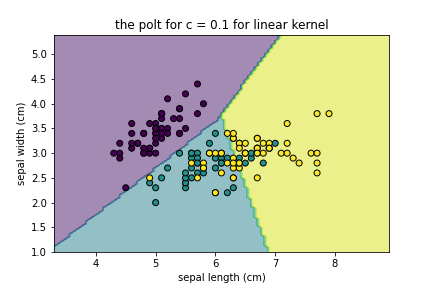 the polt for c = 0.1 for linear kernel
sepal width (cm)
5.0
4.5
4.0
3.5
3.0
2.5
2.0
1.5
1.0
4 5 6 7 8
sepal length (cm)